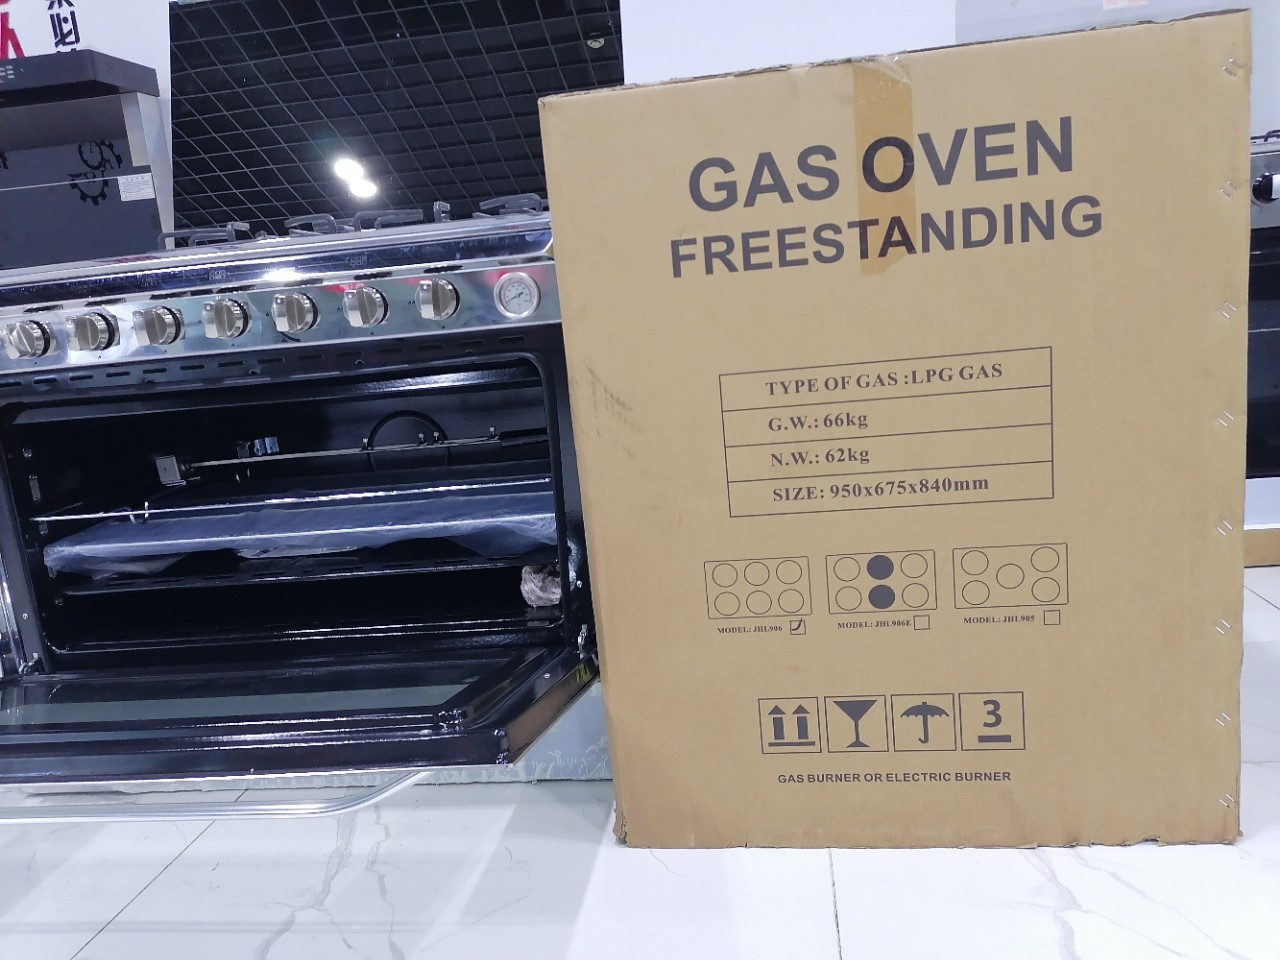 GAS OVEN
FREESTANDING
TYPE OF GAS :LPG GAS
G.W.: 66kg
N.W.: 62kg
SIZE: 950x675x840mm
MODEL: JHL906
MODEL: JHL906E
MODEL: JHL905
3
GAS BURNER OR ELECTRIC BURNER